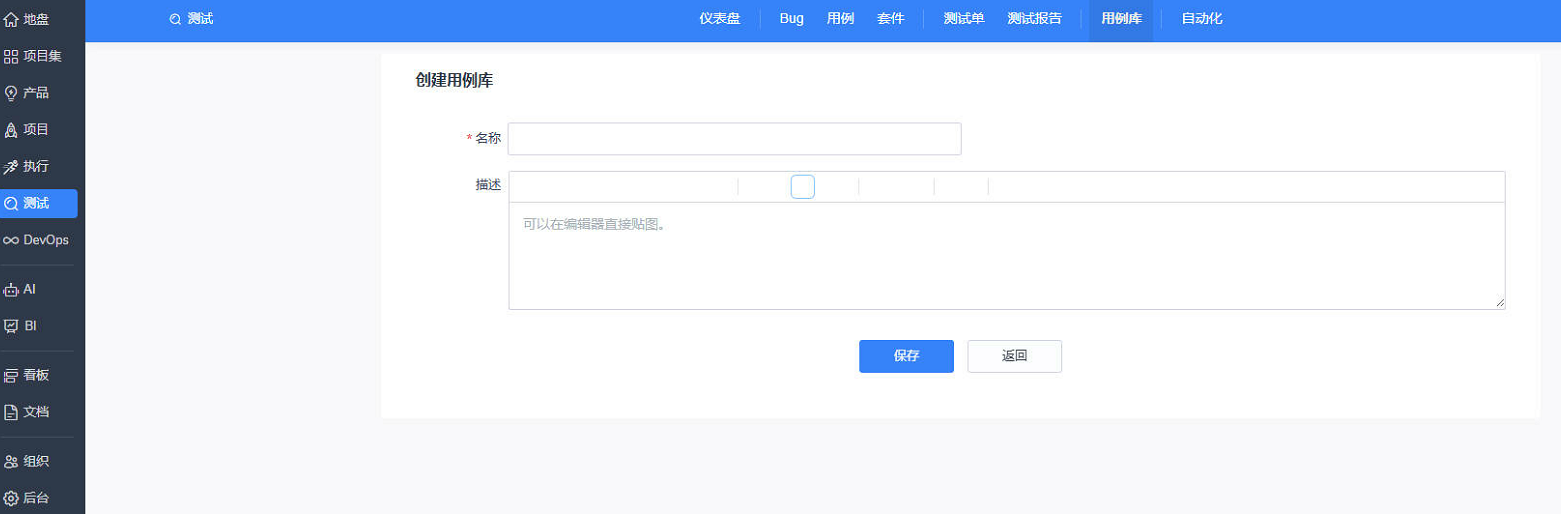 地盘
项目集
产品
项目
执行
测试
DevOps
AI
BI
看板
文档
组织
后台
测试
仪表盘 Bug 用例 套件 测试单 测试报告 用例库 自动化
创建用例库
* 名称
描述
可以在编辑器直接贴图。
保存 返回